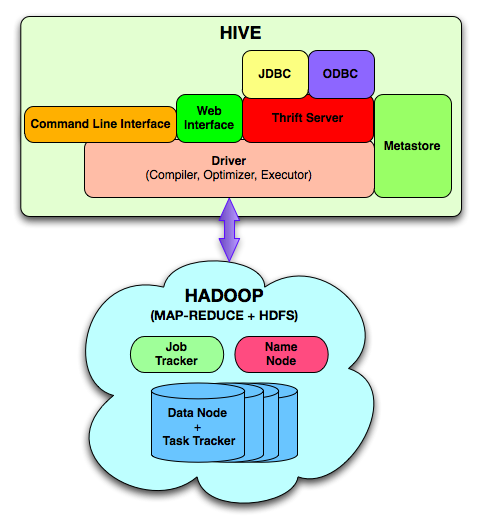 HIVE
JDBC
ODBC
Command Line Interface
Web
Interface
Thrift Server
Metastore
Driver
(Compiler, Optimizer, Executor)
HADOOP
(MAP-REDUCE + HDFS)
Job
Tracker
Name
Node
Data Node
+
Task Tracker